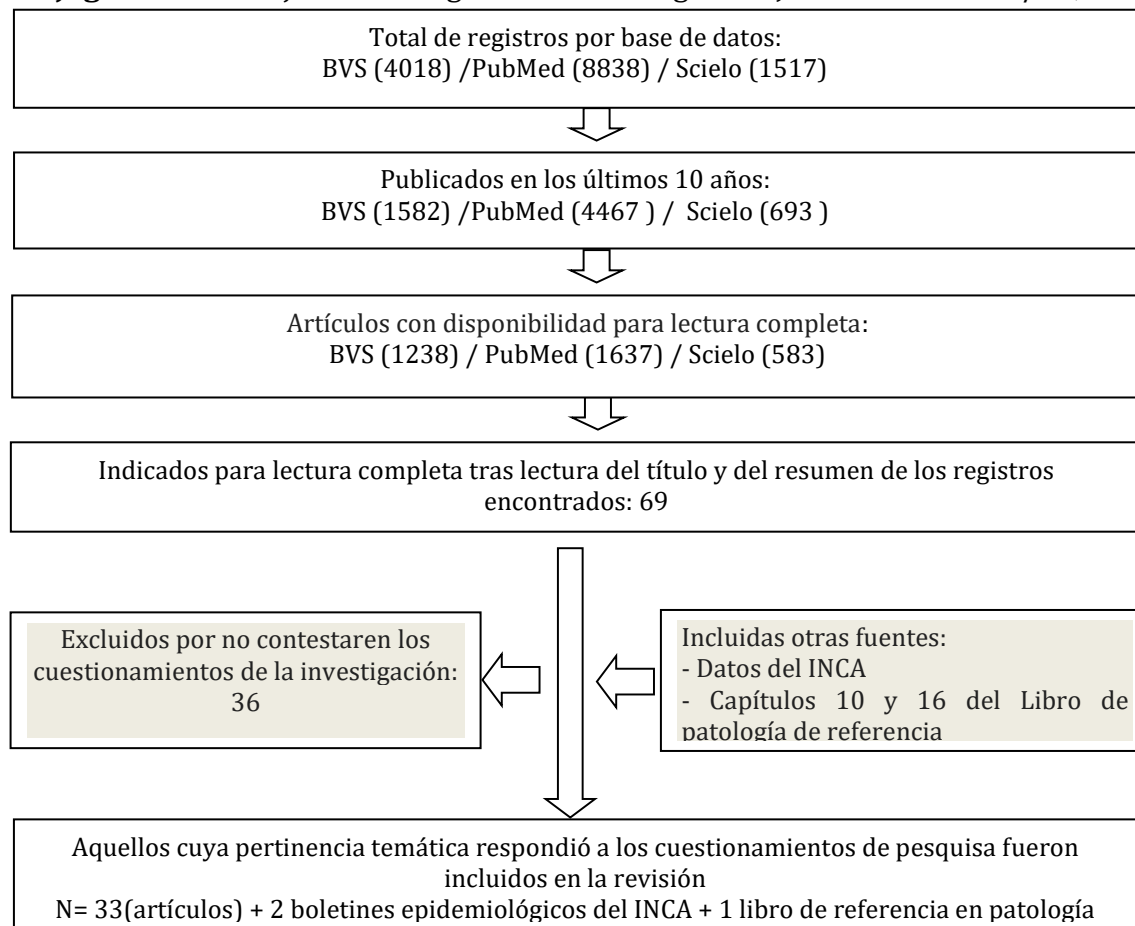 Total de registros por base de datos:
BVS (4018) /PubMed (8838) / Scielo (1517)
Publicados en los últimos 10 años:
BVS (1582) /PubMed (4467 ) / Scielo (693 )
Artículos con disponibilidad para lectura completa:
BVS (1238) / PubMed (1637) / Scielo (583)
Indicados para lectura completa tras lectura del título y del resumen de los registros
encontrados: 69
Excluidos por no contestaren los
cuestionamientos de la investigación:
36
Incluidas otras fuentes:
- Datos del INCA
- Capítulos 10 y 16 del Libro de
patología de referencia
Aquellos cuya pertinencia temática respondió a los cuestionamientos de pesquisa fueron
incluidos en la revisión
N= 33(artículos) + 2 boletines epidemiológicos del INCA + 1 libro de referencia en patología